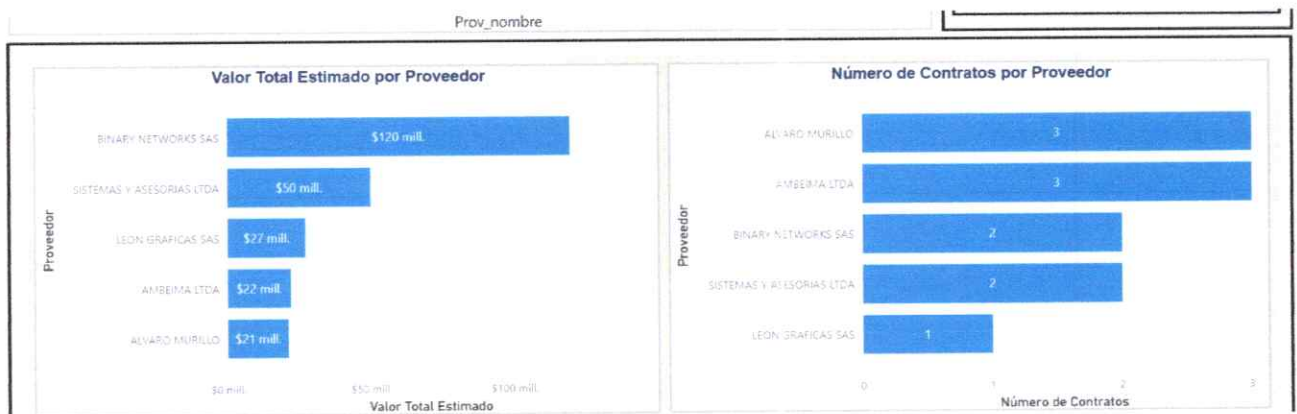 Prov_nombre
Valor Total Estimado por Proveedor
BINARY NETWORKS SAS
$120 mill.
SISTEMAS Y ASESORIAS LTDA
$50 mill.
LEON GRAFICAS SAS
$27 mill.
AMBEIMA LTDA
$22 mill.
ALVARO MURILLO
$21 mill.
Proveedor
$0 mill. $50 mill. $100 mill.
Valor Total Estimado
Número de Contratos por Proveedor
ALVARO MURILLO
3
AMBEIMA LTDA
3
BINARY NETWORKS SAS
2
SISTEMAS Y ASESORIAS LTDA
2
LEON GRAFICAS SAS
1
Proveedor
0 1 2 3
Número de Contratos